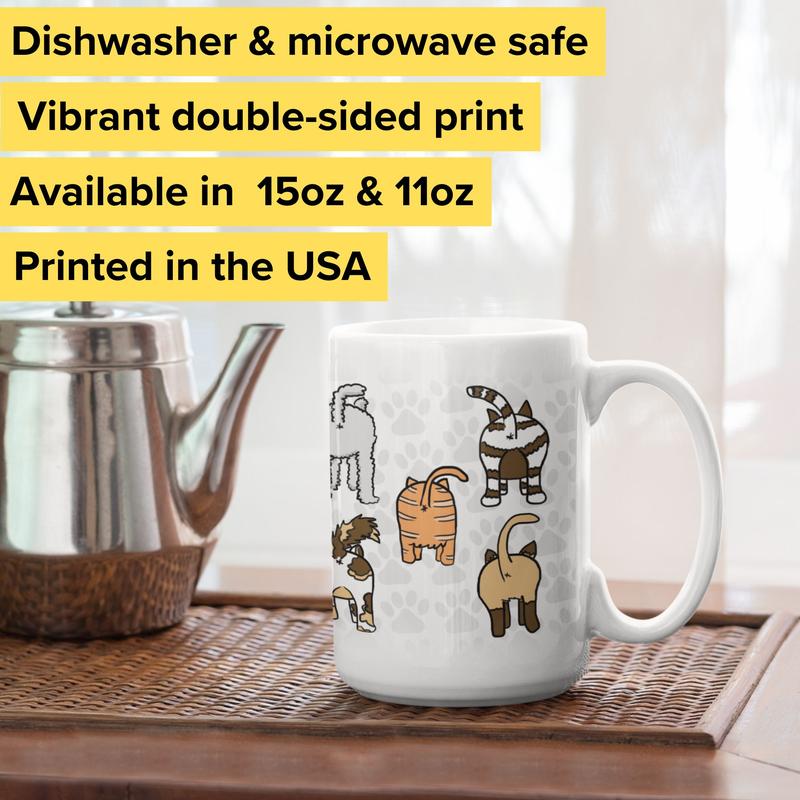 Dishwasher & microwave safe
Vibrant double-sided print
Available in 15oz & 11oz
Printed in the USA